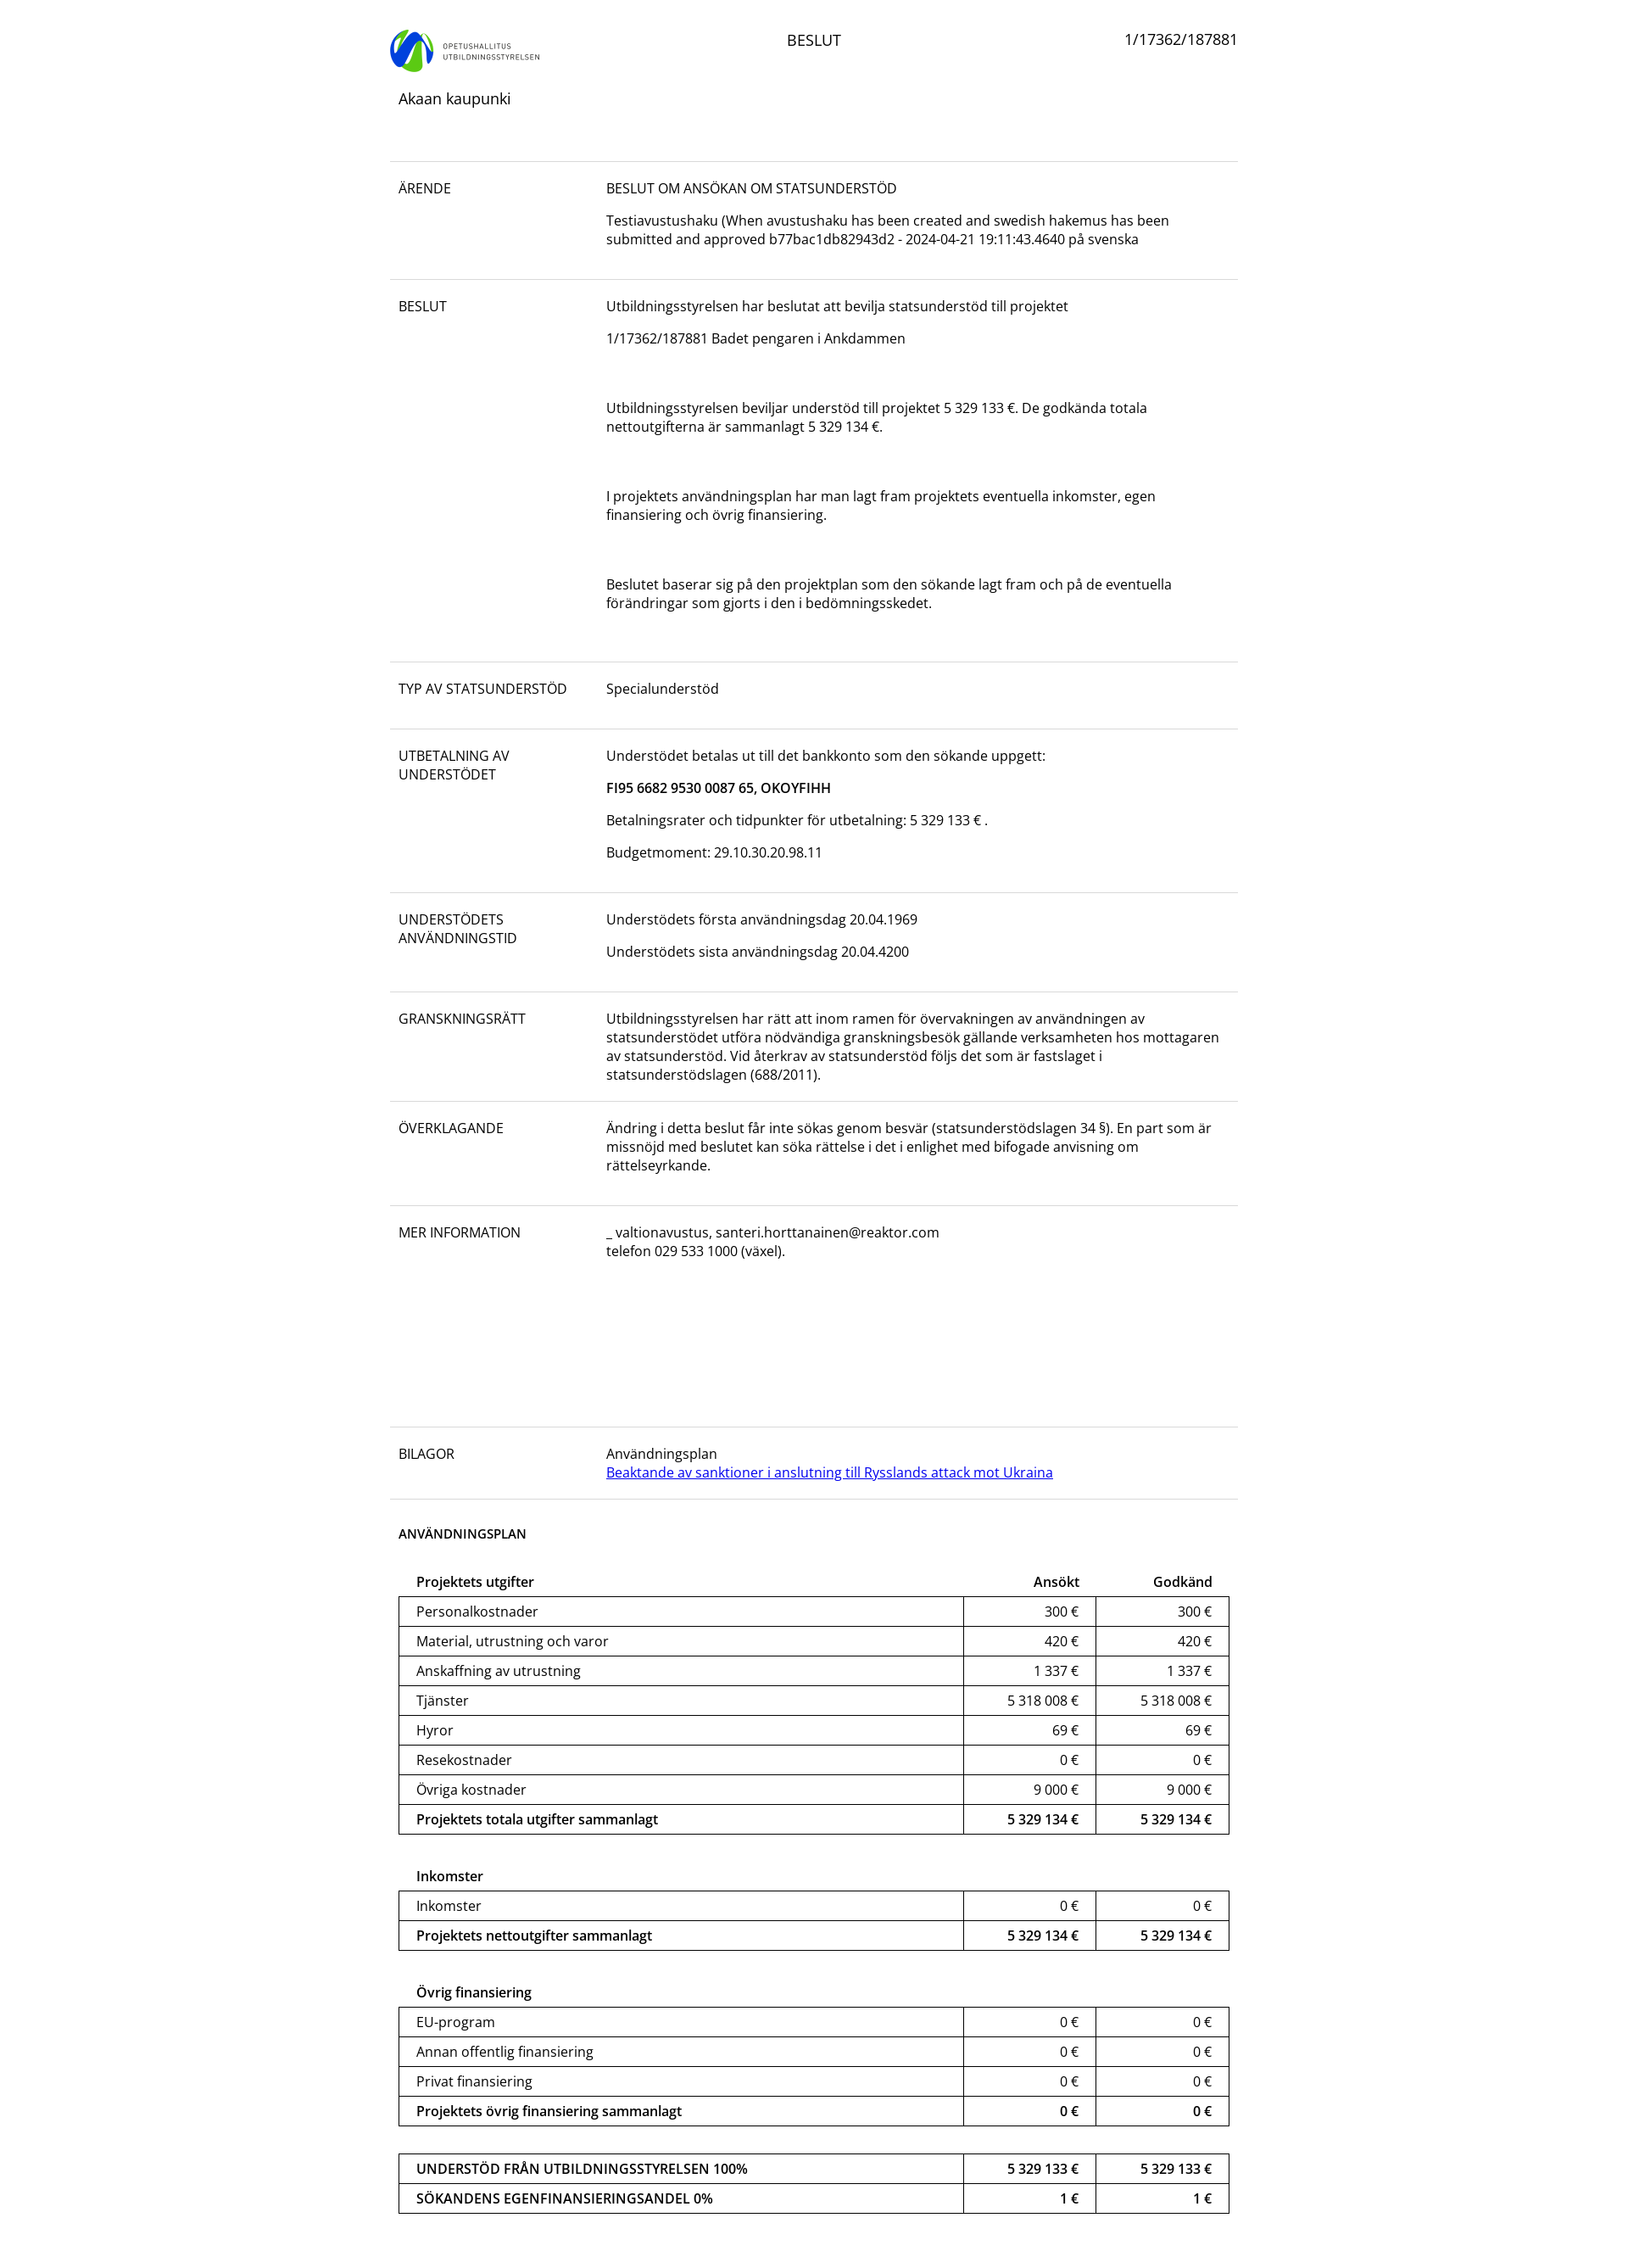 OPETUSHALLITUS
UTBILDNINGSSTYRELSEN
BESLUT
1/17362/187881
Akaan kaupunki
ÄRENDE
BESLUT OM ANSÖKAN OM STATSUNDERSTÖD
Testiavustushaku (When avustushaku has been created and swedish hakemus has been
submitted and approved b77bac1db82943d2 - 2024-04-21 19:11:43.4640 på svenska
BESLUT
Utbildningsstyrelsen har beslutat att bevilja statsunderstöd till projektet
1/17362/187881 Badet pengaren i Ankdammen
Utbildningsstyrelsen beviljar understöd till projektet 5 329 133 €. De godkända totala
nettoutgifterna är sammanlagt 5 329 134 €.
I projektets användningsplan har man lagt fram projektets eventuella inkomster, egen
finansiering och övrig finansiering.
Beslutet baserar sig på den projektplan som den sökande lagt fram och på de eventuella
förändringar som gjorts i den i bedömningsskedet.
TYP AV STATSUNDERSTÖD
Specialunderstöd
UTBETALNING AV
UNDERSTÖDET
Understödet betalas ut till det bankkonto som den sökande uppgett:
FI95 6682 9530 0087 65, OKOYFIHH
Betalningsrater och tidpunkter för utbetalning: 5 329 133 € .
Budgetmoment: 29.10.30.20.98.11
UNDERSTÖDETS
ANVÄNDNINGSTID
Understödets första användningsdag 20.04.1969
Understödets sista användningsdag 20.04.4200
GRANSKNINGSRÄTT
Utbildningsstyrelsen har rätt att inom ramen för övervakningen av användningen av
statsunderstödet utföra nödvändiga granskningsbesök gällande verksamheten hos mottagaren
av statsunderstöd. Vid återkrav av statsunderstöd följs det som är fastslaget i
statsunderstödslagen (688/2011).
ÖVERKLAGANDE
Ändring i detta beslut får inte sökas genom besvär (statsunderstödslagen 34 §). En part som är
missnöjd med beslutet kan söka rättelse i det i enlighet med bifogade anvisning om
rättelseyrkande.
MER INFORMATION
_ valtionavustus, santeri.horttanainen@reaktor.com
telefon 029 533 1000 (växel).
BILAGOR
Användningsplan
Beaktande av sanktioner i anslutning till Rysslands attack mot Ukraina
ANVÄNDNINGSPLAN
Projektets utgifter Ansökt Godkänd
Personalkostnader 300 € 300 €
Material, utrustning och varor 420 € 420 €
Anskaffning av utrustning 1 337 € 1 337 €
Tjänster 5 318 008 € 5 318 008 €
Hyror 69 € 69 €
Resekostnader 0 € 0 €
Övriga kostnader 9 000 € 9 000 €
Projektets totala utgifter sammanlagt 5 329 134 € 5 329 134 €
Inkomster
Inkomster 0 € 0 €
Projektets nettoutgifter sammanlagt 5 329 134 € 5 329 134 €
Övrig finansiering
EU-program 0 € 0 €
Annan offentlig finansiering 0 € 0 €
Privat finansiering 0 € 0 €
Projektets övrig finansiering sammanlagt 0 € 0 €
UNDERSTÖD FRÅN UTBILDNINGSSTYRELSEN 100% 5 329 133 € 5 329 133 €
SÖKANDENS EGENFINANSIERINGSANDEL 0% 1 € 1 €